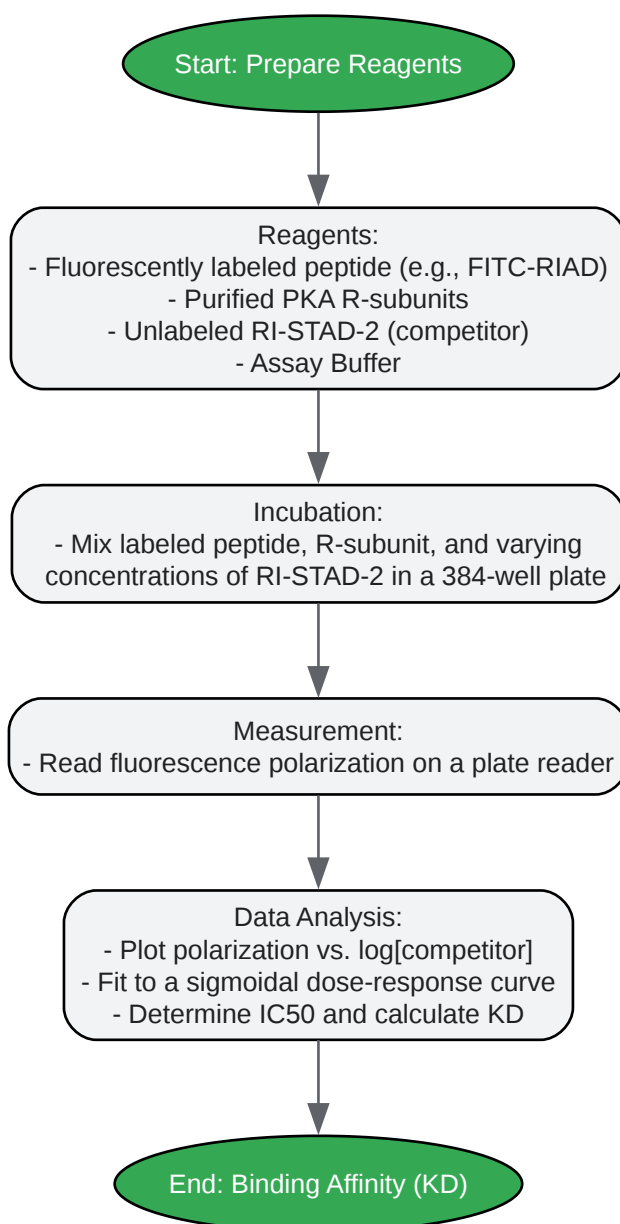 Start: Prepare Reagents
Reagents:
- Fluorescently labeled peptide (e.g., FITC-RIAD)
- Purified PKA R-subunits
- Unlabeled RI-STAD-2 (competitor)
- Assay Buffer
Incubation:
- Mix labeled peptide, R-subunit, and varying
concentrations of RI-STAD-2 in a 384-well plate
Measurement:
- Read fluorescence polarization on a plate reader
Data Analysis:
- Plot polarization vs. log[competitor]
- Fit to a sigmoidal dose-response curve
- Determine IC50 and calculate KD
End: Binding Affinity (KD)